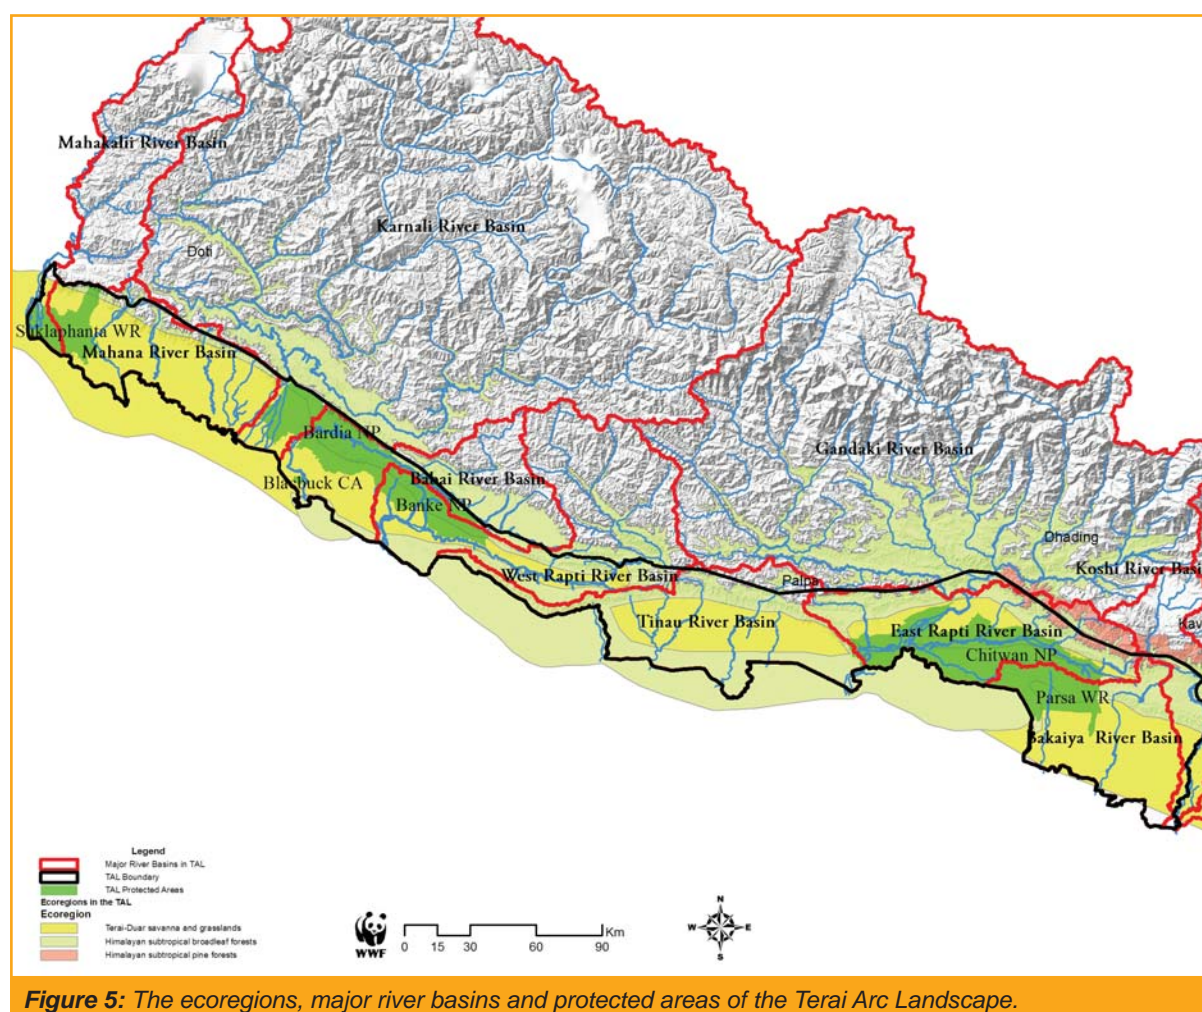 Mahakalii River Basin
Karnali River Basin
Doti
Suklaphanta WR
Mahana River Basin
Bardia NP
Gandaki River Basin
Blacbuck CA
Babai River Basin
Banke NP
Dhading
Koshi River Basi
West Rapti River Basin
Palpa
Tinau River Basin
East Rapti River Basin
Kav
Chitwan NP
Parsa WR
Bakaiya River Basin
Legend
Major River Basins in TAL
TAL Boundary
TAL Protected Areas
Ecoregions in the TAL
Ecoregion
Terai-Duar savanna and grasslands
Himalayan subtropical broadleaf forests
Himalayan subtropical pine forests
WWF
0 15 30 60 90 Km
N
W E
S
Figure 5: The ecoregions, major river basins and protected areas of the Terai Arc Landscape.